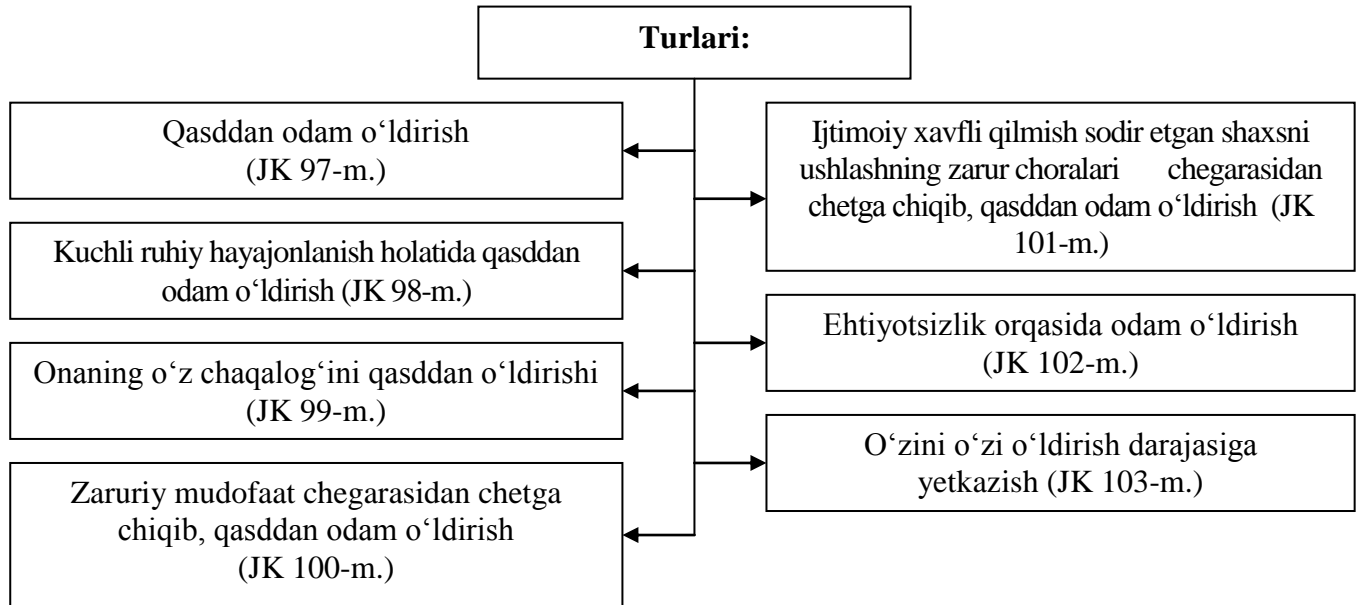 Turlari:
Qasddan odam o‘ldirish
(JK 97-m.)
Kuchli ruhiy hayajonlanish holatida qasddan
odam o‘ldirish (JK 98-m.)
Onaning o‘z chaqalog‘ini qasddan o‘ldirishi
(JK 99-m.)
Zaruriy mudofaat chegarasidan chetga
chiqib, qasddan odam o‘ldirish
(JK 100-m.)
Ijtimoiy xavfli qilmish sodir etgan shaxsni
ushlashning zarur choralari chegarasidan
chetga chiqib, qasddan odam o‘ldirish (JK
101-m.)
Ehtiyotsizlik orqasida odam o‘ldirish
(JK 102-m.)
O‘zini o‘zi o‘ldirish darajasiga
yetkazish (JK 103-m.)